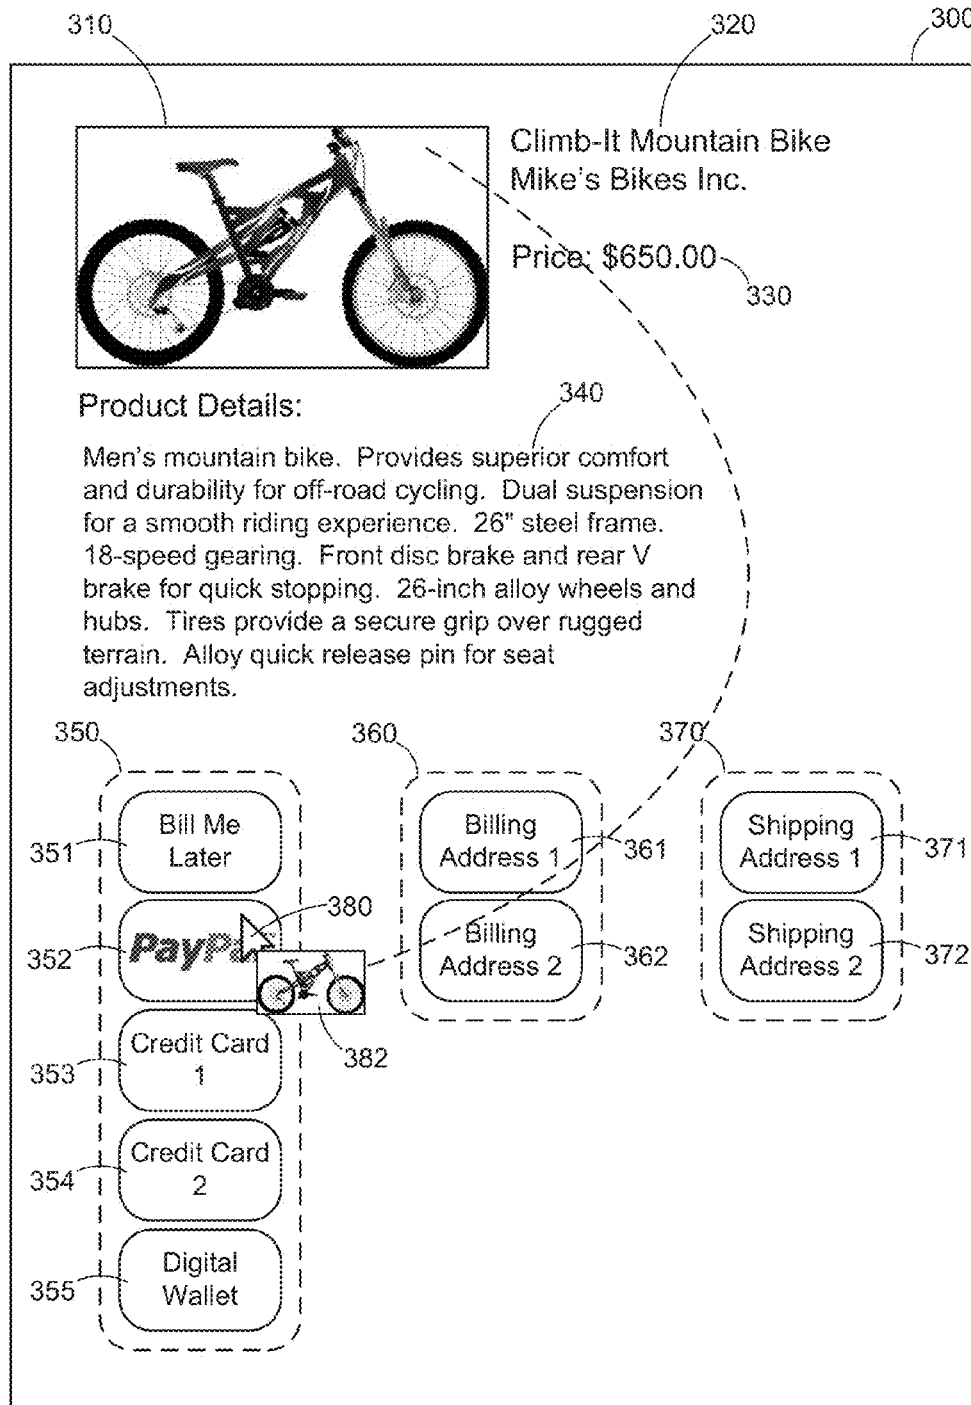 310
320
300
Climb-It Mountain Bike
Mike's Bikes Inc.
Price: $650.00
330
Product Details:
340
Men's mountain bike. Provides superior comfort
and durability for off-road cycling. Dual suspension
for a smooth riding experience. 26" steel frame.
18-speed gearing. Front disc brake and rear V
brake for quick stopping. 26-inch alloy wheels and
hubs. Tires provide a secure grip over rugged
terrain. Alloy quick release pin for seat
adjustments.
350
360
370
Bill Me
Later
351
Billing
Address 1
361
Shipping
Address 1
371
380
PayPal
352
Billing
Address 2
362
Shipping
Address 2
372
382
Credit Card
1
353
Credit Card
2
354
Digital
Wallet
355